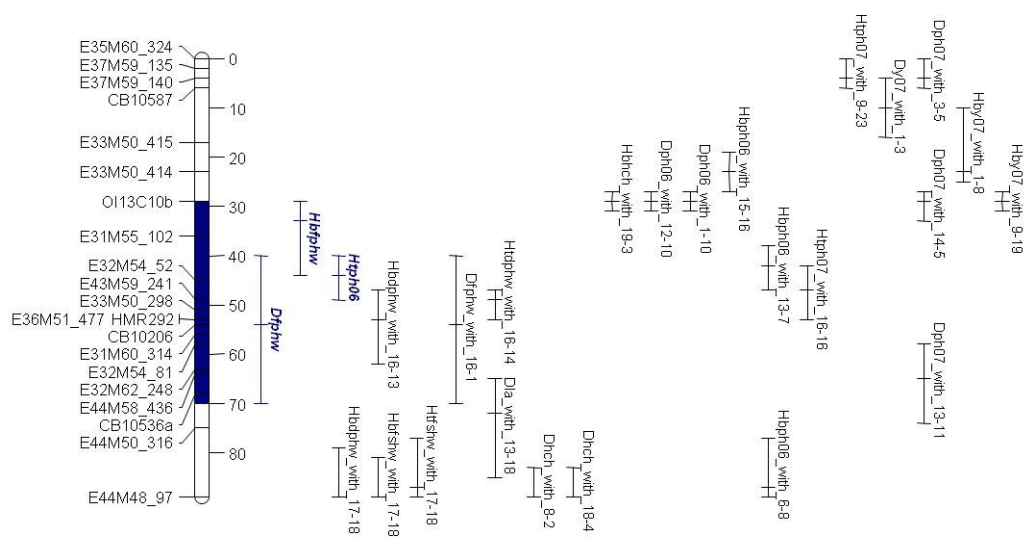 E35M60_324
E37M59_135
E37M59_140
CB10587
E33M50_415
E33M50_414
OI13C10b
E31M55_102
E32M54_52
E43M59_241
E33M50_298
E36M51_477 HMR292
CB10206
E31M60_314
E32M54_81
E32M62_248
E44M58_436
CB10536a
E44M50_316
E44M48_97
0
10
20
30
40
50
60
70
80
Dfphw
Hbfphw
Htph06
Hbdphw_with_17-18
Hbdphw_with_16-13
Hbfshw_with_17-18
Htfshw_with_17-18
Dfphw_with_16-1
Htdphw_with_16-14
Dla_with_13-18
Dhch_with_8-2
Dhch_with_18-4
Hbhch_with_19-3
Dph06_with_12-10
Dph06_with_1-10
Hbph06_with_15-16
Hbph06_with_13-7
Hbph06_with_6-8
Htph07_with_16-16
Htph07_with_9-23
Dy07_with_1-3
Dph07_with_3-5
Dph07_with_14-5
Dph07_with_13-11
Hby07_with_1-8
Hby07_with_9-19